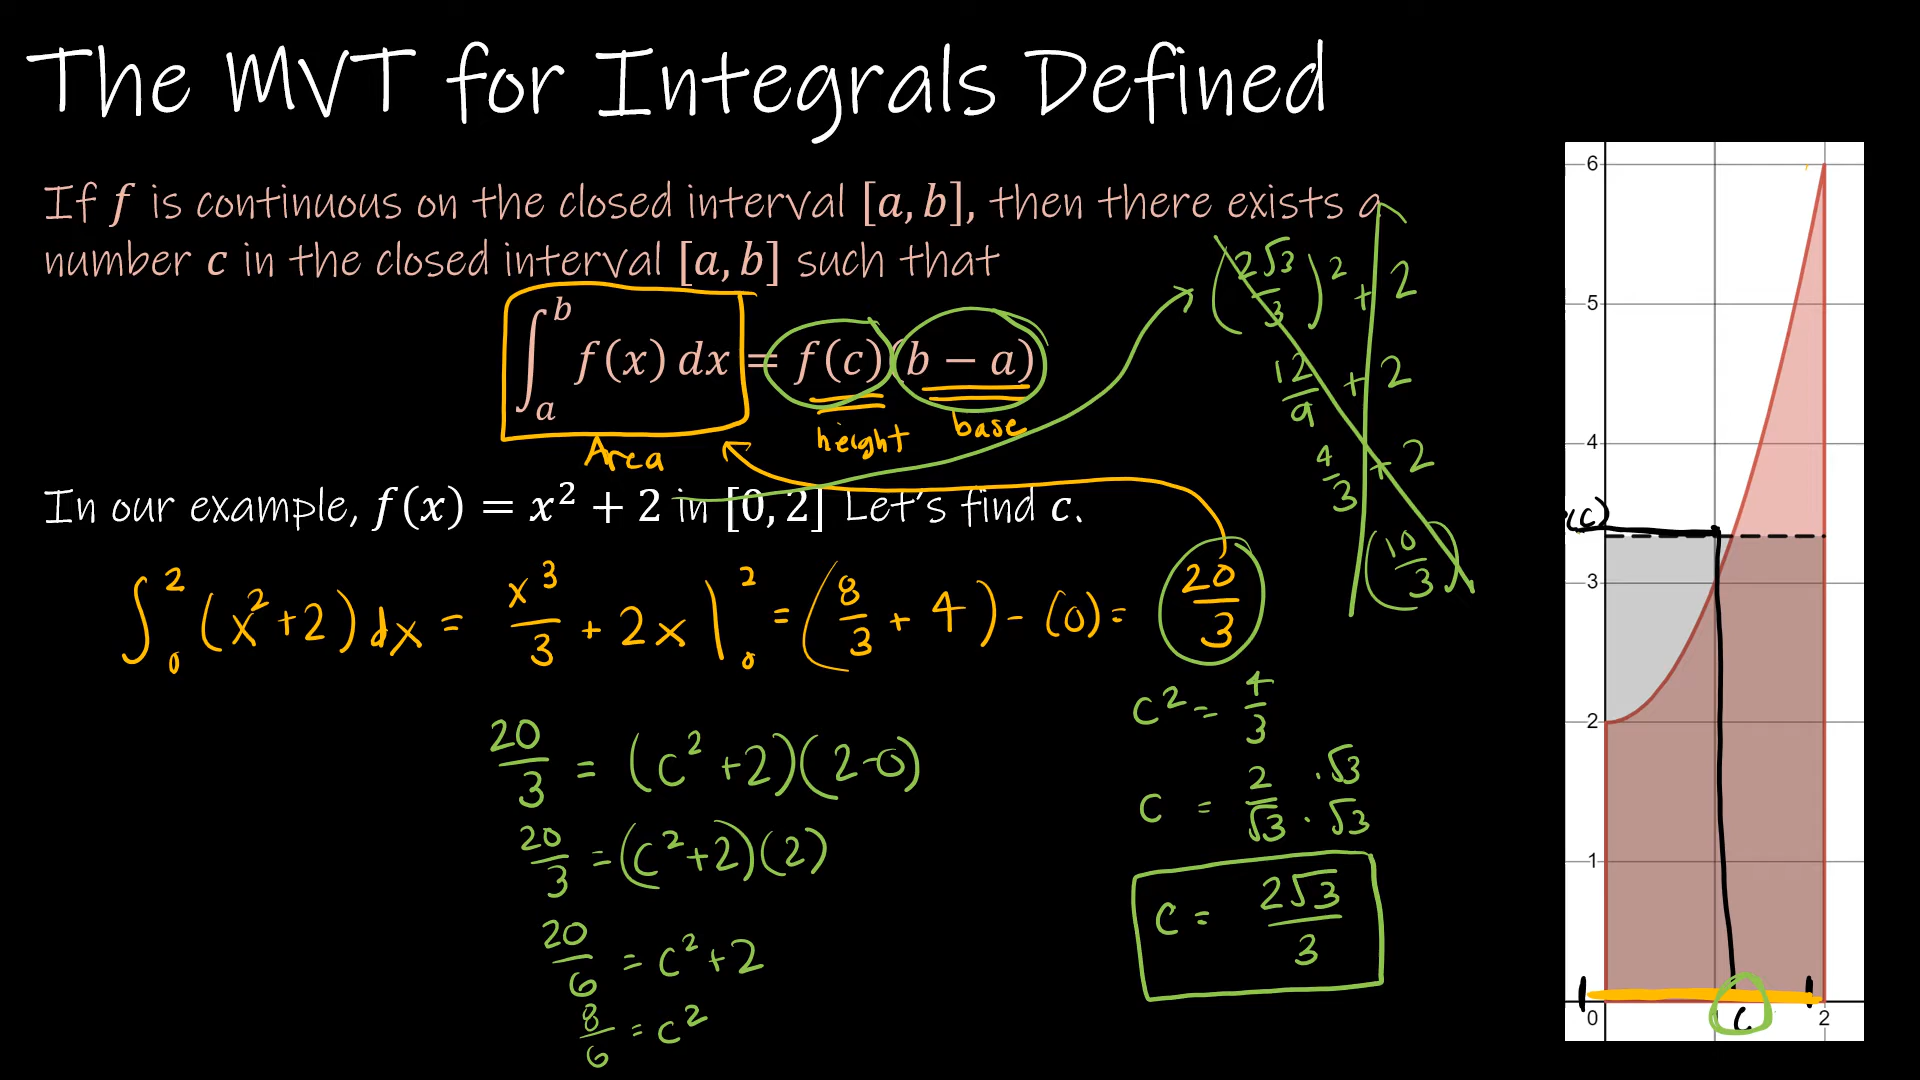 The MVT for Integrals Defined
If f is continuous on the closed interval [a, b], then there exists a
number c in the closed interval [a, b] such that
∫_a^b f(x) dx = f(c)(b − a)
Area
height
base
(2√3/3)² + 2
12/9 + 2
4/3 + 2
(10/3)
In our example, f(x) = x² + 2 in [0, 2] Let's find c.
∫_0^2 (x²+2) dx = x³/3 + 2x |_0^2 = (8/3 + 4) - (0) = 20/3
20/3 = (c² + 2)(2-0)
20/3 = (c²+2)(2)
20/6 = c²+2
8/6 = c²
c² = 4/3
c = 2/√3 · √3/√3
c = 2√3/3
6
5
4
(c)
3
2
1
0
c
2